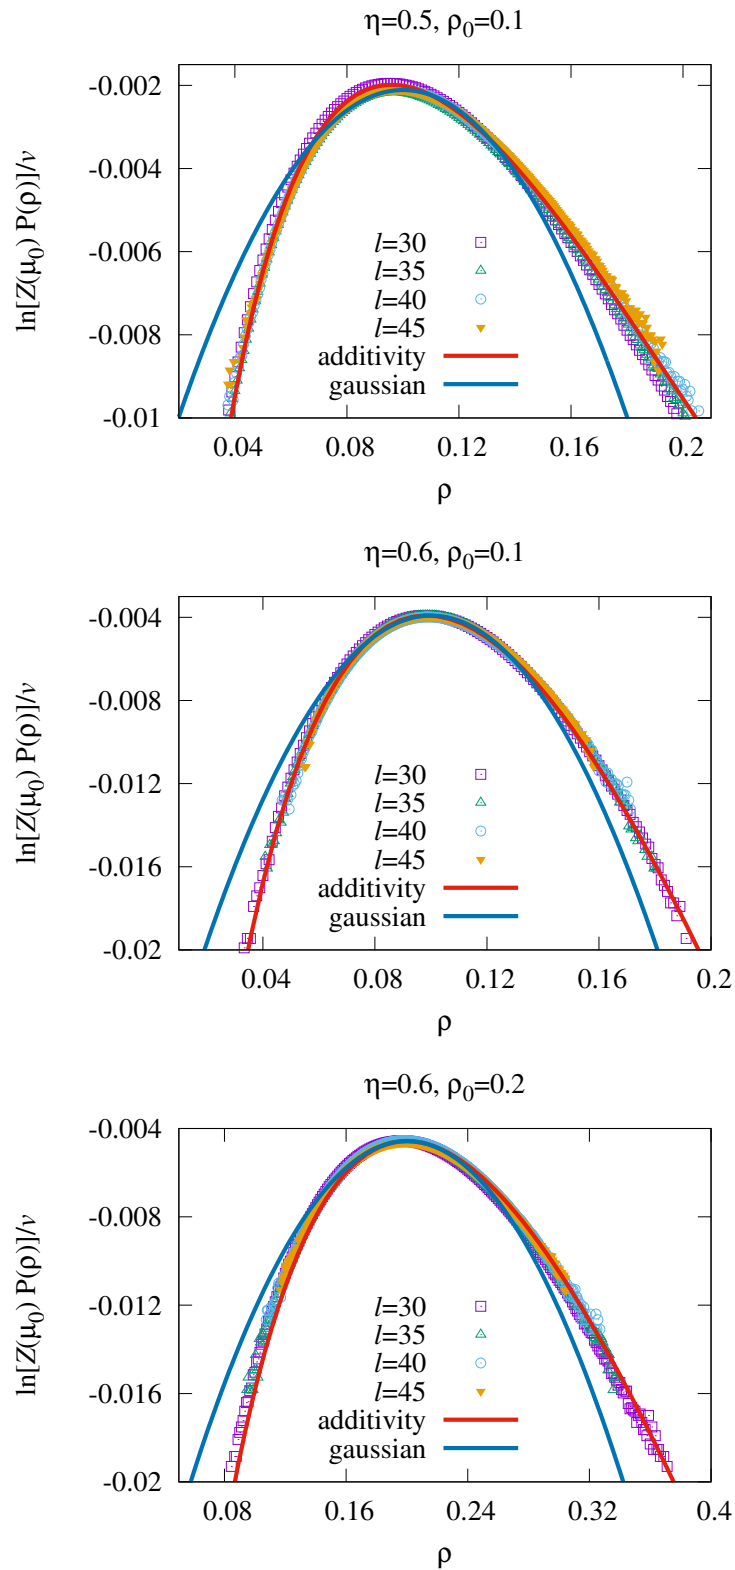 η=0.5, ρ0=0.1
ln[Z(μ0) P(ρ)]/v
-0.002
-0.004
-0.006
-0.008
-0.01
l=30
l=35
l=40
l=45
additivity
gaussian
0.04 0.08 0.12 0.16 0.2
ρ
η=0.6, ρ0=0.1
ln[Z(μ0) P(ρ)]/v
-0.004
-0.008
-0.012
-0.016
-0.02
l=30
l=35
l=40
l=45
additivity
gaussian
0.04 0.08 0.12 0.16 0.2
ρ
η=0.6, ρ0=0.2
ln[Z(μ0) P(ρ)]/v
-0.004
-0.008
-0.012
-0.016
-0.02
l=30
l=35
l=40
l=45
additivity
gaussian
0.08 0.16 0.24 0.32 0.4
ρ